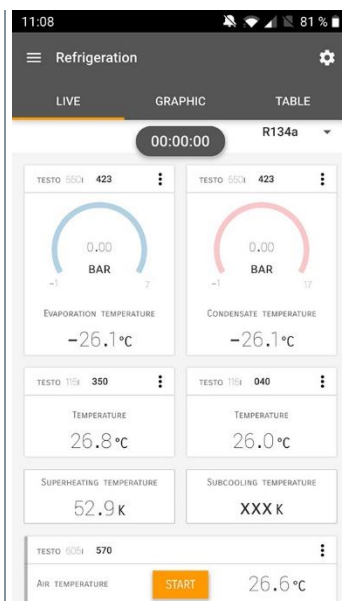 11:08 81 %
Refrigeration
LIVE GRAPHIC TABLE
00:00:00 R134a
TESTO 550i 423 TESTO 550i 423
0.00 0.00
BAR BAR
-1 7 -1 17
EVAPORATION TEMPERATURE CONDENSATE TEMPERATURE
-26.1 °C -26.1 °C
TESTO 115i 350 TESTO 115i 040
TEMPERATURE TEMPERATURE
26.8 °C 26.0 °C
SUPERHEATING TEMPERATURE SUBCOOLING TEMPERATURE
52.9 K XXX K
TESTO 605i 570
AIR TEMPERATURE START 26.6 °C